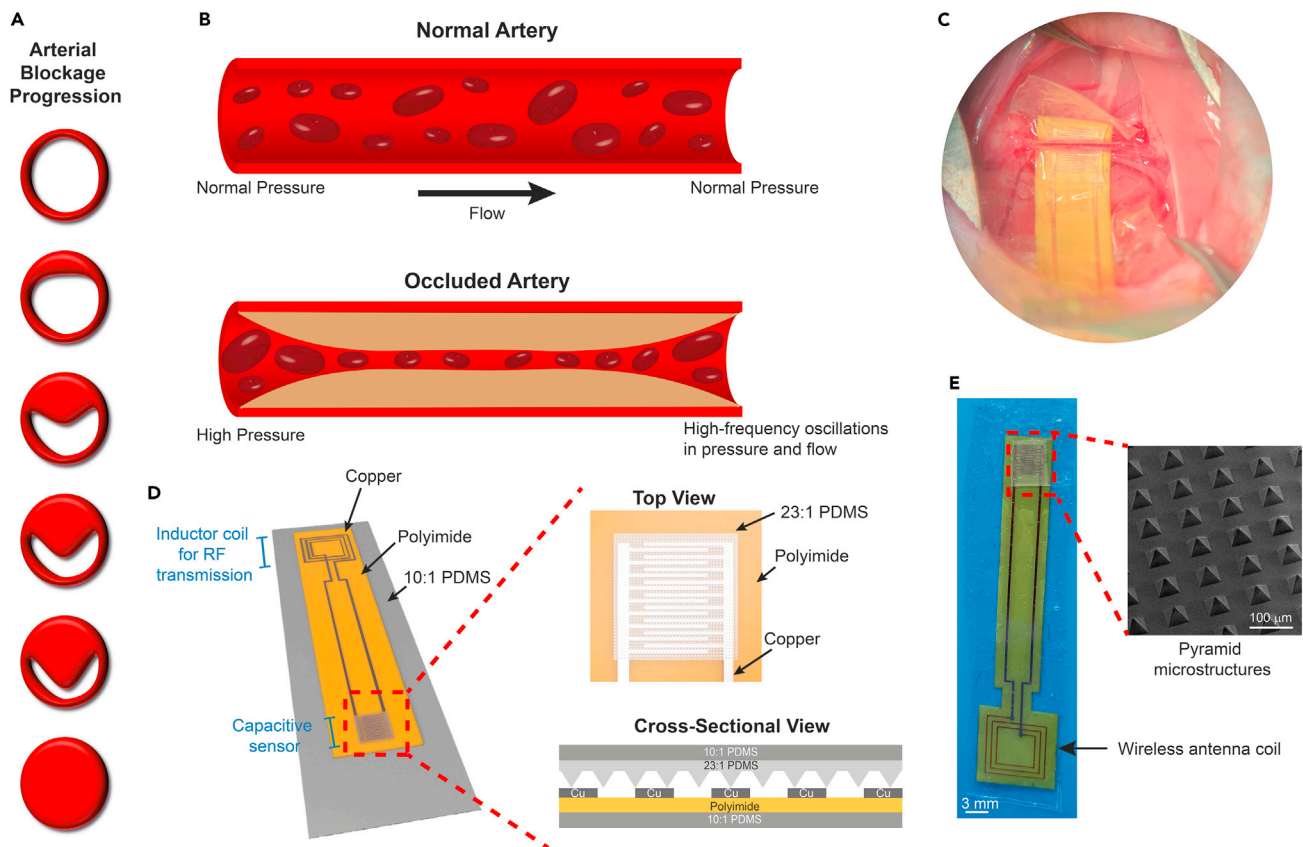 A
Arterial
Blockage
Progression
B
Normal Artery
Normal Pressure
Normal Pressure
Flow
Occluded Artery
High Pressure
High-frequency oscillations
in pressure and flow
C
D
Copper
Inductor coil
for RF
transmission
Polyimide
10:1 PDMS
Capacitive
sensor
Top View
23:1 PDMS
Polyimide
Copper
Cross-Sectional View
10:1 PDMS
23:1 PDMS
Cu Cu Cu Cu Cu
Polyimide
10:1 PDMS
E
100 μm
Pyramid
microstructures
Wireless antenna coil
3 mm